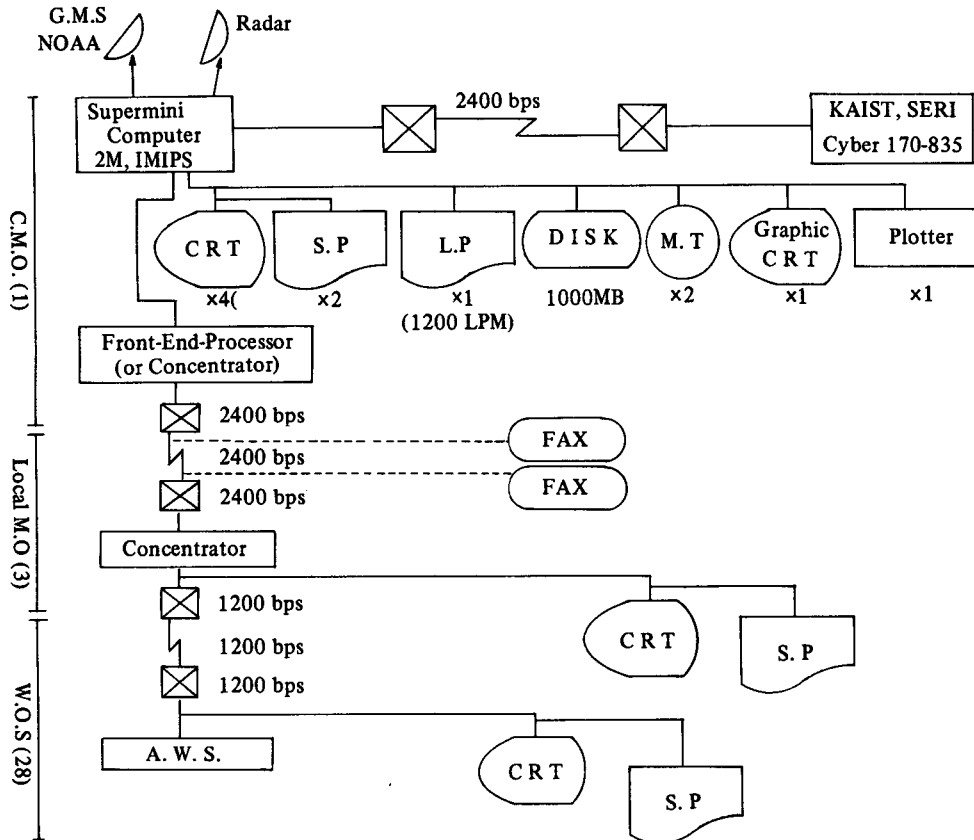 G.M.S
NOAA
Radar
Supermini
Computer
2M, IMIPS
2400 bps
KAIST, SERI
Cyber 170-835
C R T
×4(
S. P
×2
L.P
×1
(1200 LPM)
D I S K
1000MB
M. T
×2
Graphic
C R T
×1
Plotter
×1
C.M.O. (1)
Front-End-Processor
(or Concentrator)
2400 bps
FAX
2400 bps
FAX
2400 bps
Local M.O (3)
Concentrator
1200 bps
C R T
S. P
1200 bps
1200 bps
W.O.S (28)
A. W. S.
C R T
S. P